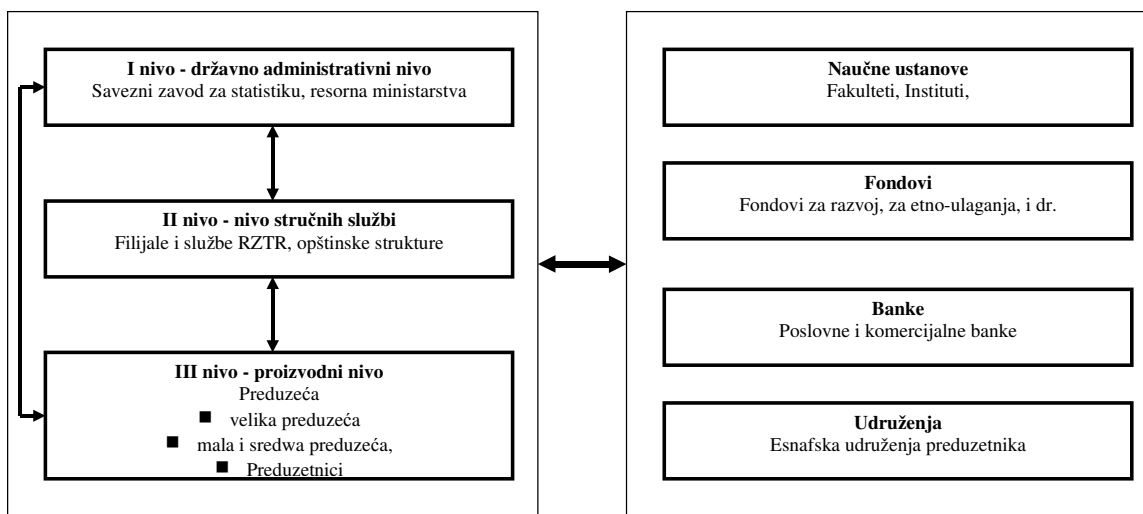 I nivo - državno administrativni nivo
Savezni zavod za statistiku, resorna ministarstva
II nivo - nivo stručnih službi
Filijale i službe RZTR, opštinske strukture
III nivo - proizvodni nivo
Preduzeća
■ velika preduzeća
■ mala i sredwa preduzeća,
■ Preduzetnici
Naučne ustanove
Fakulteti, Instituti,
Fondovi
Fondovi za razvoj, za etno-ulaganja, i dr.
Banke
Poslovne i komercijalne banke
Udruženja
Esnafska udruženja preduzetnika